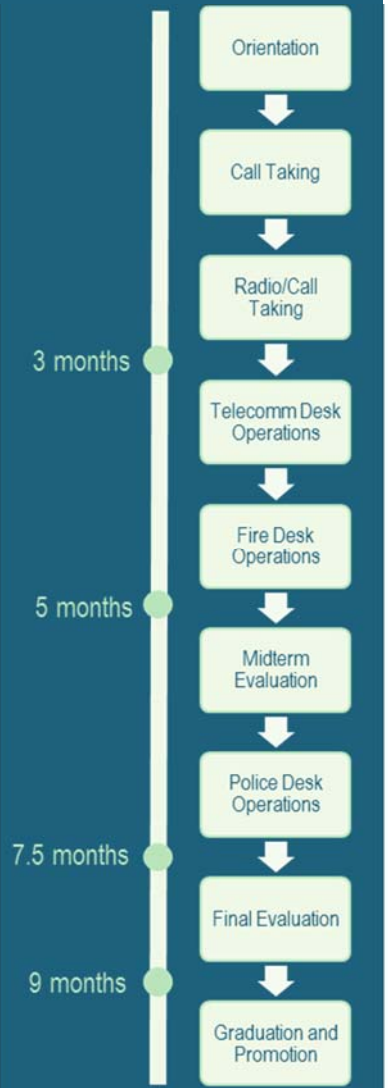 Orientation
Call Taking
Radio/Call
Taking
3 months
Telecomm Desk
Operations
Fire Desk
Operations
5 months
Midterm
Evaluation
Police Desk
Operations
7.5 months
Final Evaluation
9 months
Graduation and
Promotion